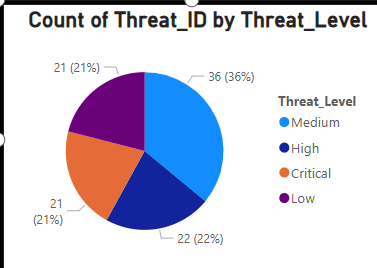 Count of Threat_ID by Threat_Level
21 (21%)
36 (36%)
Threat_Level
Medium
High
Critical
Low
21
(21%)
22 (22%)